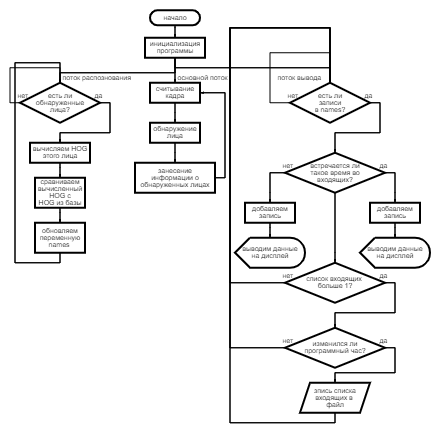 начало
инициализация
программы
поток распознования
основной поток
поток вывода
нет
есть ли
обнаруженные
лица?
да
считывание
кадра
нет
есть ли
записи
в names?
да
обнаружение
лица
вычисляем HOG
этого лица
занесение
информации о
обнаруженных лицах
нет
встречается ли
такое время во
входящих?
да
сравниваем
вычисленный
HOG с
HOG из базы
добавляем
запись
добавляем
запись
обновляем
переменную
names
выводим данные
на дисплей
выводим данные
на дисплей
нет
список входящих
больше 1?
да
нет
изменился ли
программный час?
да
эпись списка
входящих в
файл